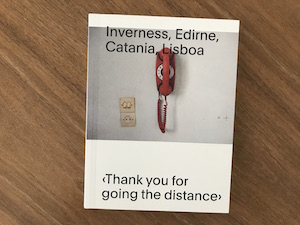 Inverness, Edirne,
Catania, Lisboa
‹Thank you for
going the distance›